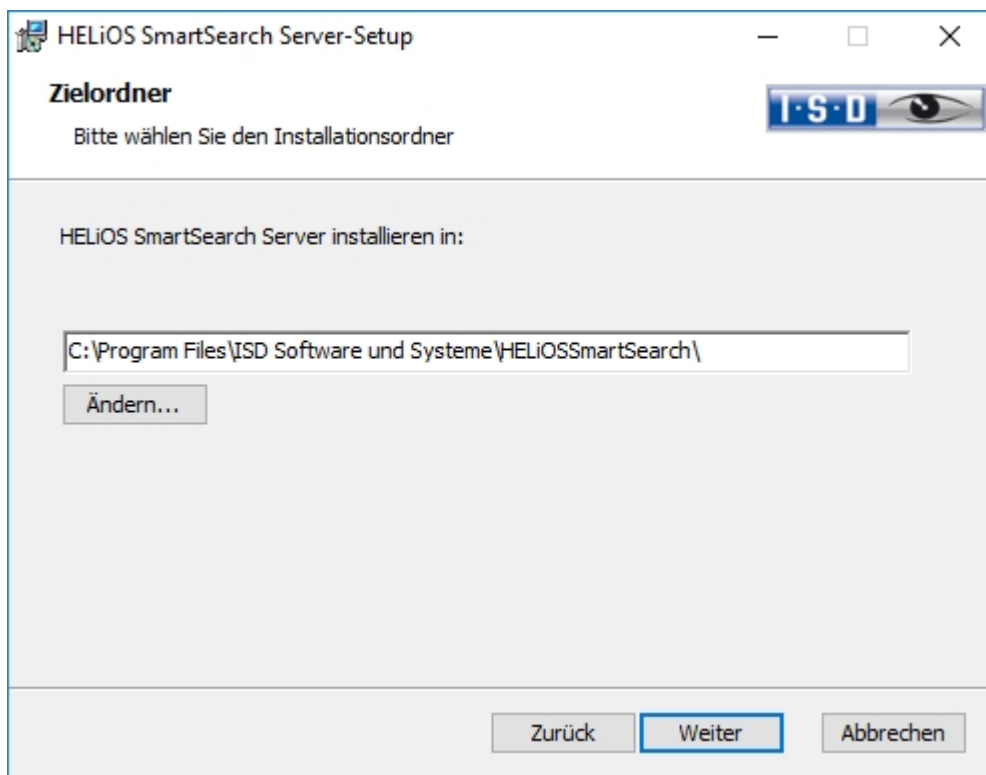 HELiOS SmartSearch Server-Setup
Zielordner
I·S·D
Bitte wählen Sie den Installationsordner
HELiOS SmartSearch Server installieren in:
C:\Program Files\ISD Software und Systeme\HELiOSSmartSearch\
Ändern...
Zurück
Weiter
Abbrechen